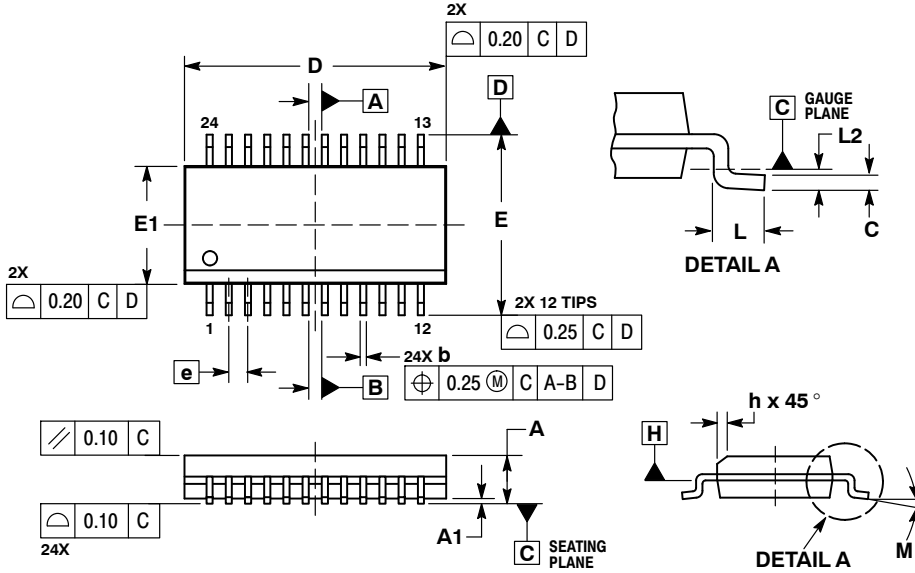 2X
⌓ 0.20 C D
D
A
D
24 13
E1
E
2X
⌓ 0.20 C D
1 12
2X 12 TIPS
⌓ 0.25 C D
e
24X b
B
⌖ 0.25 Ⓜ C A-B D
C GAUGE
PLANE
L2
L
C
DETAIL A
⫽ 0.10 C
A
⌓ 0.10 C
24X
A1
C SEATING
PLANE
h x 45°
H
M
DETAIL A